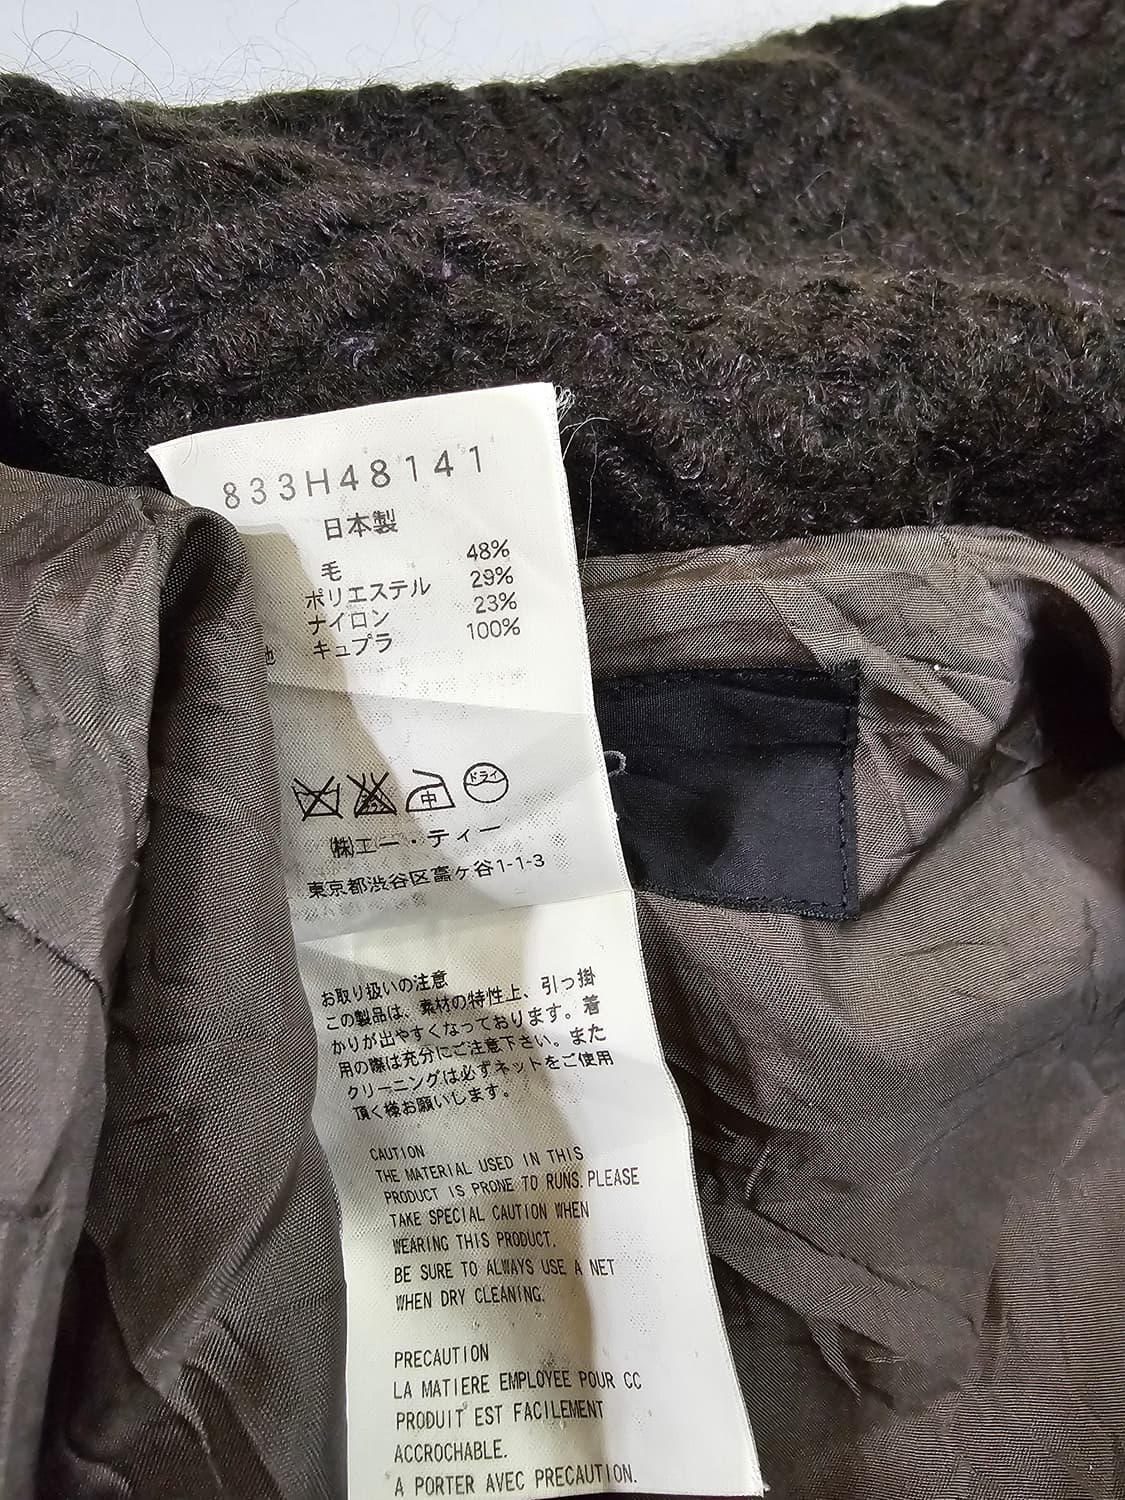 833H48141
日本製
毛 48%
ポリエステル 29%
ナイロン 23%
地 キュプラ 100%
ドライ
中
㈱エー・ティー
東京都渋谷区富ヶ谷1-1-3
お取り扱いの注意
この製品は、素材の特性上、引っ掛
かりが出やすくなっております。着
用の際は充分にご注意下さい。また
クリーニングは必ずネットをご使用
頂く様お願いします。
CAUTION
THE MATERIAL USED IN THIS
PRODUCT IS PRONE TO RUNS.PLEASE
TAKE SPECIAL CAUTION WHEN
WEARING THIS PRODUCT.
BE SURE TO ALWAYS USE A NET
WHEN DRY CLEANING.
PRECAUTION
LA MATIERE EMPLOYEE POUR CC
PRODUIT EST FACILEMENT
ACCROCHABLE.
A PORTER AVEC PRECAUTION.